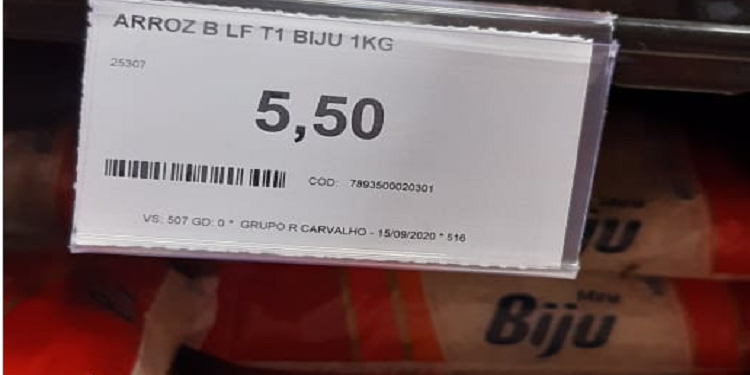 ARROZ B LF T1 BIJU 1KG
25307
5,50
COD: 7893500020301
VS: 507 GD: 0 * GRUPO R CARVALHO - 15/09/2020 * 516
Biju